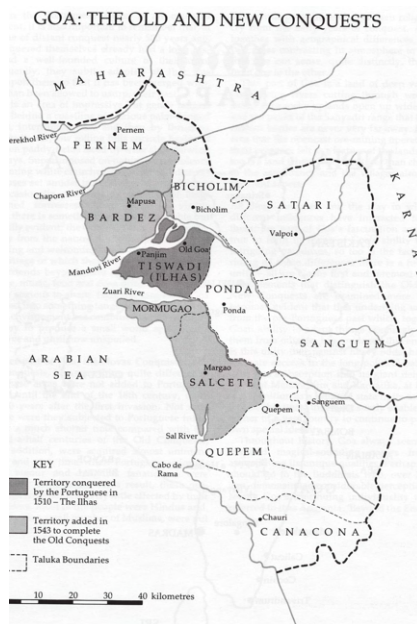 GOA: THE OLD AND NEW CONQUESTS
MAHARASHTRA
Pernem
erekhol River
PERNEM
Chapora River
Mapusa
BARDEZ
BICHOLIM
Bicholim
SATARI
Valpoi
KARNA
Old Goa
Panjim
Mandovi River
TISWADI
(ILHAS)
PONDA
Ponda
Zuari River
MORMUGAO
SANGUEM
ARABIAN
SEA
Margao
SALCETE
Quepem
Sanguem
Sal River
QUEPEM
Cabo de
Rama
Chauri
CANACONA
KEY
Territory conquered
by the Portuguese in
1510 – The Ilhas
Territory added in
1543 to complete
the Old Conquests
Taluka Boundaries
10 20 30 40 kilometres